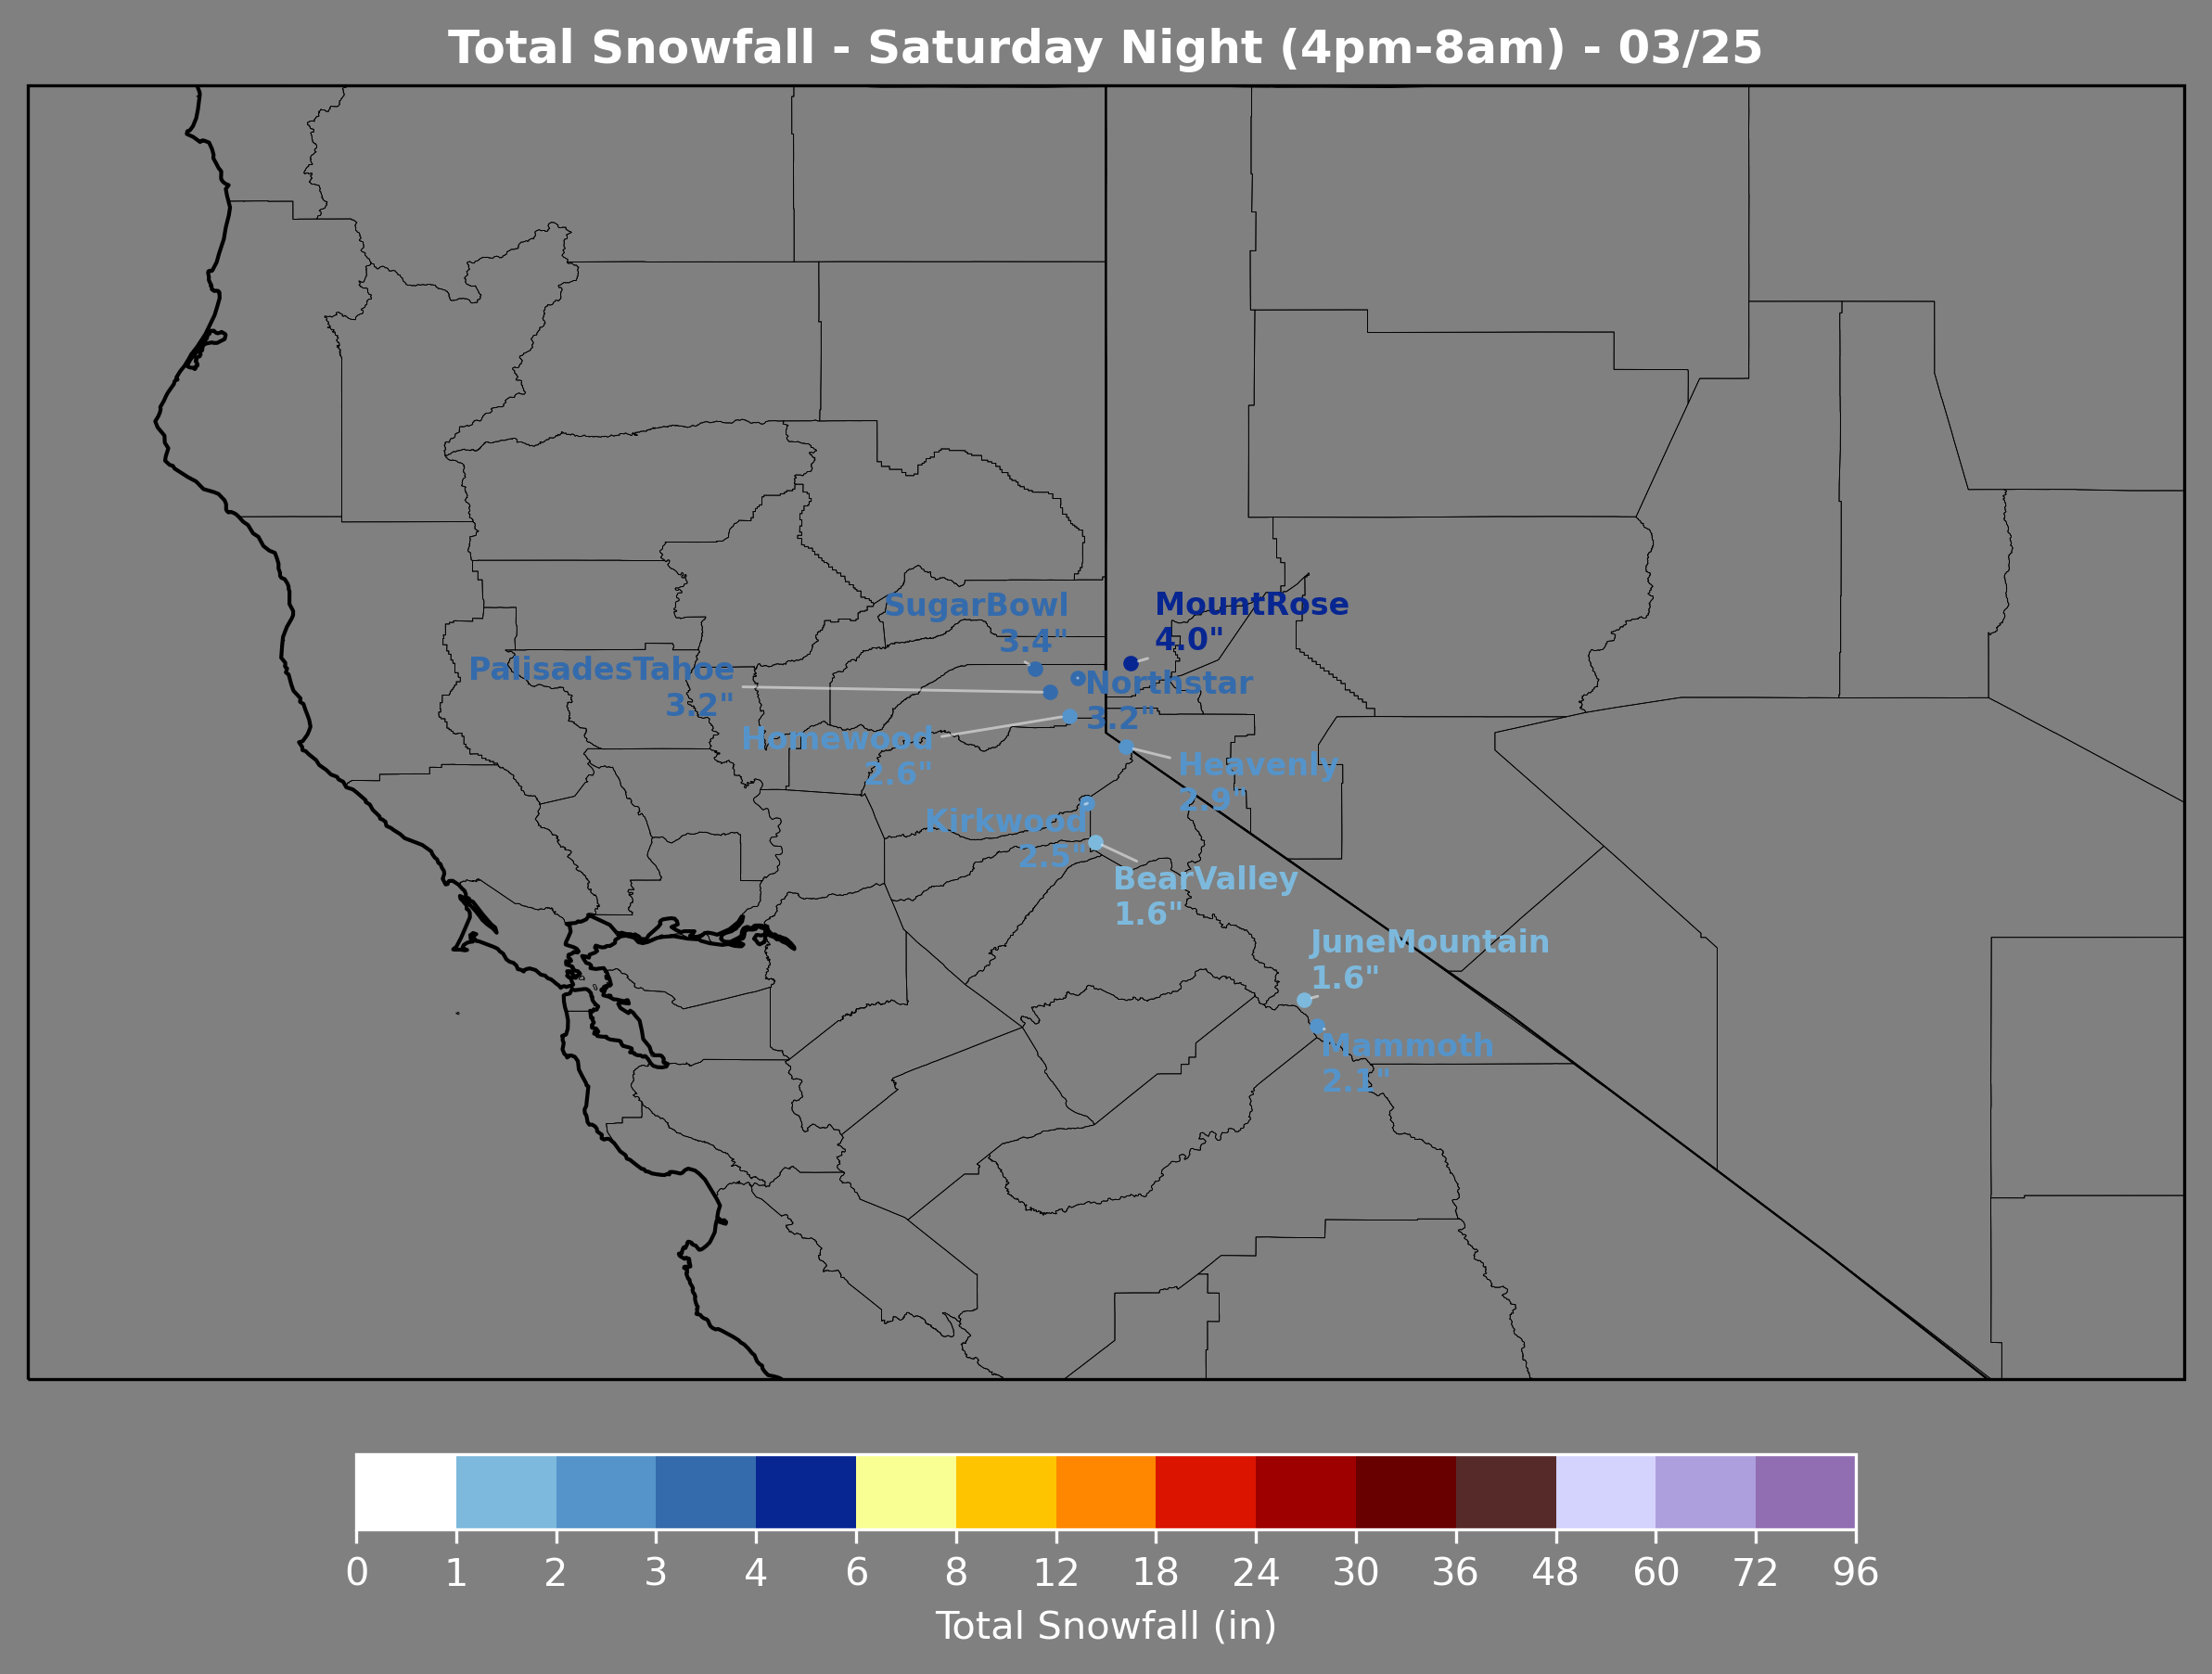 Total Snowfall - Saturday Night (4pm-8am) - 03/25
SugarBowl
3.4"
MountRose
4.0"
PalisadesTahoe
3.2"
Northstar
3.2"
Homewood
2.6"
Heavenly
2.9"
Kirkwood
2.5"
BearValley
1.6"
JuneMountain
1.6"
Mammoth
2.1"
0 1 2 3 4 6 8 12 18 24 30 36 48 60 72 96
Total Snowfall (in)